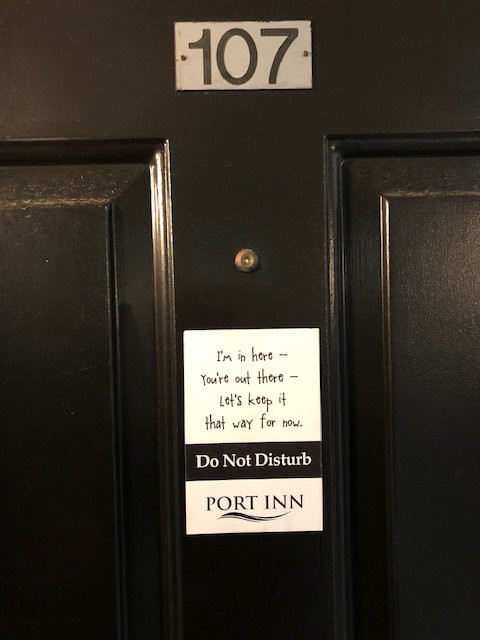 107
I'm in here —
You're out there —
Let's keep it
that way for now.
Do Not Disturb
PORT INN